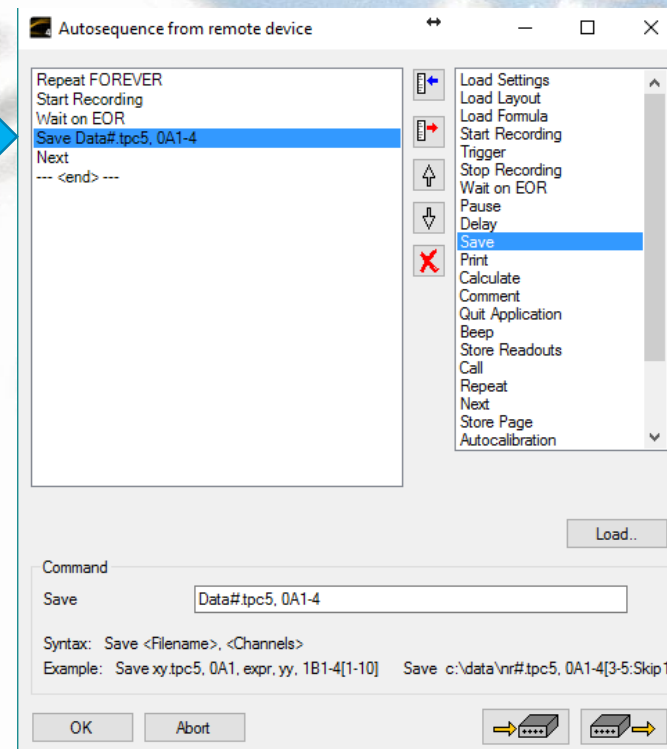 Autosequence from remote device
Repeat FOREVER
Start Recording
Wait on EOR
Save Data#.tpc5, 0A1-4
Next
--- <end> ---
Load Settings
Load Layout
Load Formula
Start Recording
Trigger
Stop Recording
Wait on EOR
Pause
Delay
Save
Print
Calculate
Comment
Quit Application
Beep
Store Readouts
Call
Repeat
Next
Store Page
Autocalibration
Load..
Command
Save Data#.tpc5, 0A1-4
Syntax: Save <Filename>, <Channels>
Example: Save xy.tpc5, 0A1, expr, yy, 1B1-4[1-10] Save c:\data\nr#.tpc5, 0A1-4[3-5:Skip1
OK Abort